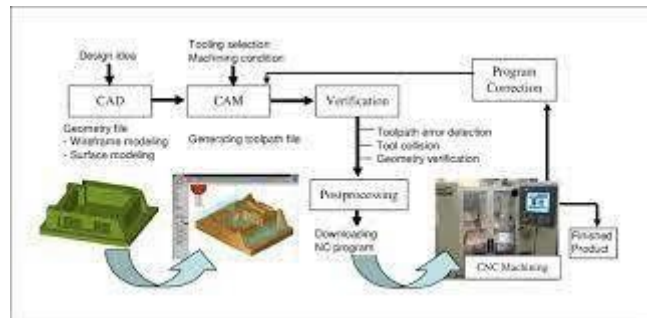 Design idea
Tooling selection
Machining condition
CAD
CAM
Verification
Program
Correction
Geometry file
- Wireframe modeling
- Surface modeling
Generating toolpath file
Toolpath error detection
Tool collision
Geometry verification
Postprocessing
Downloading
NC program
CNC Machining
Finished
Product